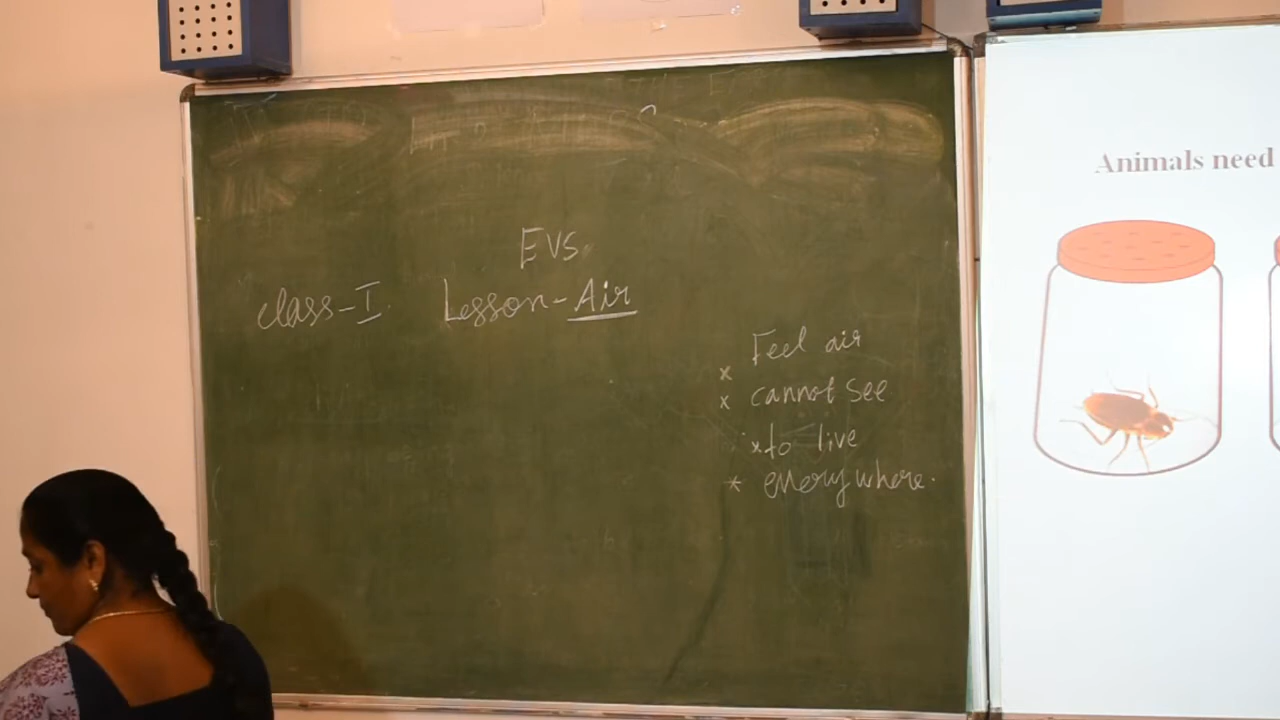 EVS
class-I Lesson-Air
Feel air
x cannot see
x to live
* everywhere.
Animals need